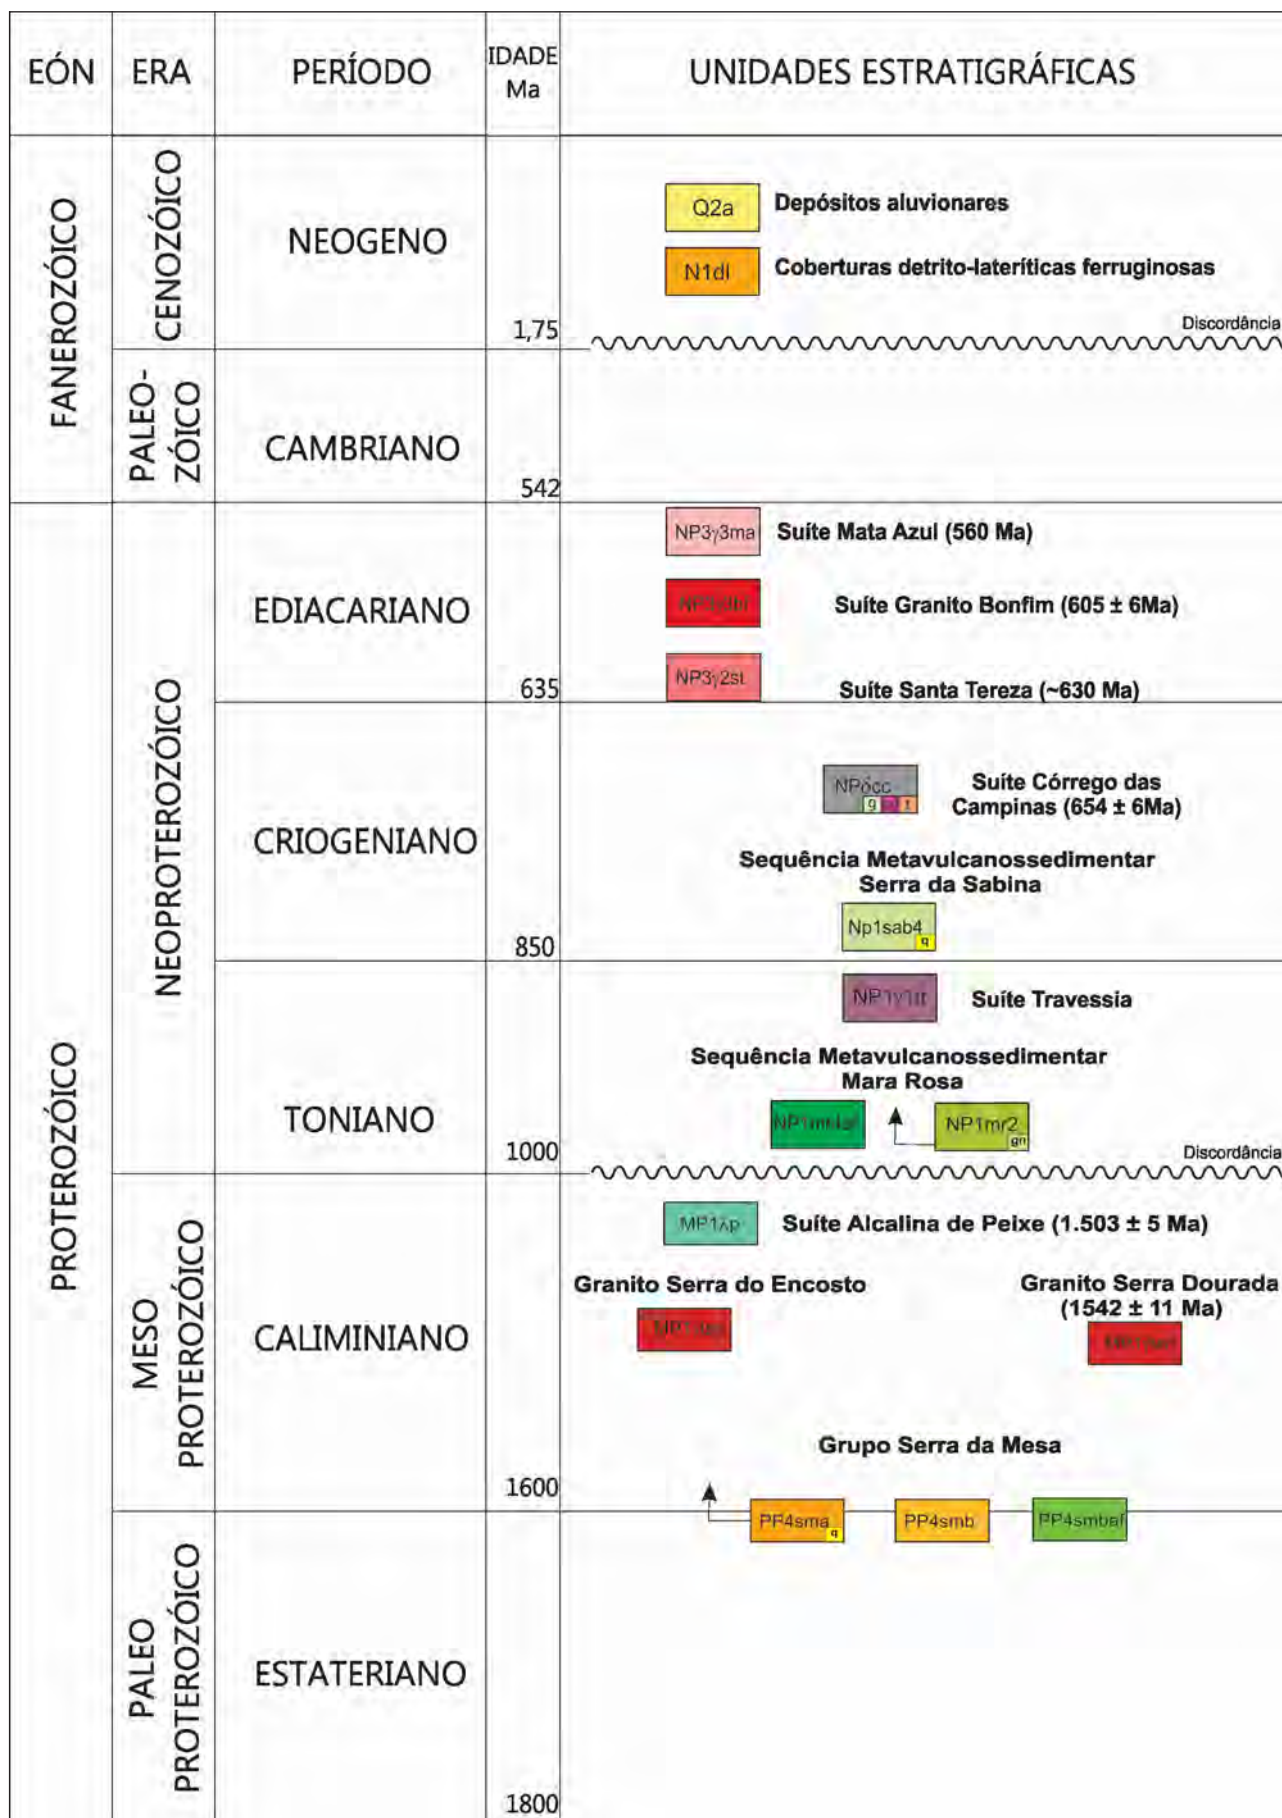 EÓN
ERA
PERÍODO
IDADE
Ma
UNIDADES ESTRATIGRÁFICAS
FANEROZÓICO
CENOZÓICO
NEOGENO
Q2a
Depósitos aluvionares
N1dl
Coberturas detrito-lateríticas ferruginosas
1,75
Discordância
PALEO-
ZÓICO
CAMBRIANO
542
PROTEROZÓICO
NEOPROTEROZÓICO
EDIACARIANO
NP3γ3ma
Suíte Mata Azul (560 Ma)
Suíte Granito Bonfim (605 ± 6Ma)
NP3γ2st
Suíte Santa Tereza (~630 Ma)
635
CRIOGENIANO
NPδcc
g
t
Suíte Córrego das
Campinas (654 ± 6Ma)
Sequência Metavulcanossedimentar
Serra da Sabina
Np1sab4
q
850
TONIANO
NP1γ1tt
Suíte Travessia
Sequência Metavulcanossedimentar
Mara Rosa
NP1mr2
gn
1000
Discordância
MESO
PROTEROZÓICO
CALIMINIANO
MP1λp
Suíte Alcalina de Peixe (1.503 ± 5 Ma)
Granito Serra do Encosto
Granito Serra Dourada
(1542 ± 11 Ma)
Grupo Serra da Mesa
1600
PP4sma
q
PP4smb
PP4smbaf
PALEO
PROTEROZÓICO
ESTATERIANO
1800